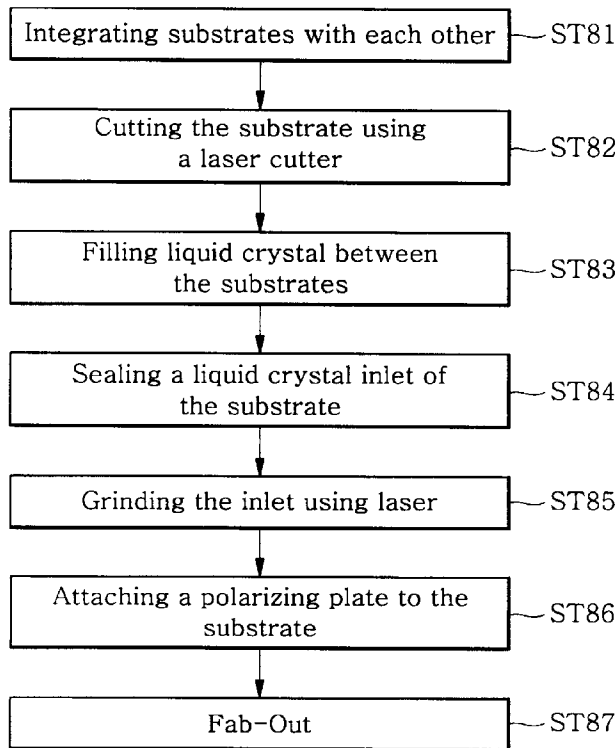 Integrating substrates with each other
ST81
Cutting the substrate using
a laser cutter
ST82
Filling liquid crystal between
the substrates
ST83
Sealing a liquid crystal inlet of
the substrate
ST84
Grinding the inlet using laser
ST85
Attaching a polarizing plate to the
substrate
ST86
Fab-Out
ST87